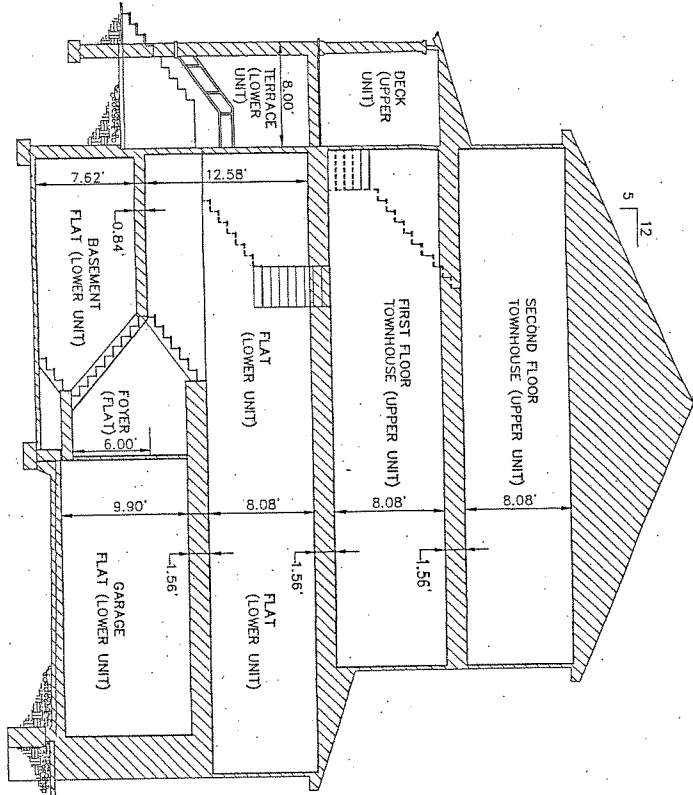 12
5
SECOND FLOOR
TOWNHOUSE (UPPER UNIT)
8.08'
1.56'
DECK
(UPPER
UNIT)
FIRST FLOOR
TOWNHOUSE (UPPER UNIT)
8.08'
1.56'
8.00'
TERRACE
(LOWER
UNIT)
12.58'
FLAT
(LOWER UNIT)
8.08'
FLAT
(LOWER UNIT)
1.56'
7.62'
0.84'
BASEMENT
FLAT (LOWER UNIT)
FOYER
(FLAT)
6.00'
9.90'
GARAGE
FLAT (LOWER UNIT)